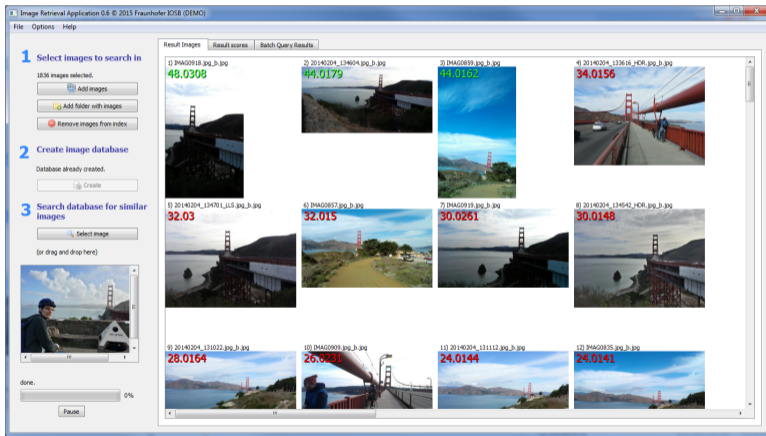 Image Retrieval Application 0.6 © 2015 Fraunhofer IOSB (DEMO)
File Options Help
1 Select images to search in
1836 images selected.
Add images
Add folder with images
Remove images from index
2 Create image database
Database already created.
Create
3 Search database for similar
images
Select image
(or drag and drop here)
done.
0%
Pause
Result Images Result scores Batch Query Results
1) IMAG0918.jpg_b.jpg
48.0308
2) 20140204_134604.jpg_b.jpg
44.0179
3) IMAG0859.jpg_b.jpg
44.0162
4) 20140204_133616_HDR.jpg_b.jpg
34.0156
5) 20140204_134701_LLS.jpg_b.jpg
32.03
6) IMAG0857.jpg_b.jpg
32.015
7) IMAG0919.jpg_b.jpg
30.0261
8) 20140204_134542_HDR.jpg_b.jpg
30.0148
9) 20140204_131022.jpg_b.jpg
28.0164
10) IMAG0909.jpg_b.jpg
11) 20140204_131112.jpg_b.jpg
24.0144
12) IMAG0835.jpg_b.jpg
24.0141